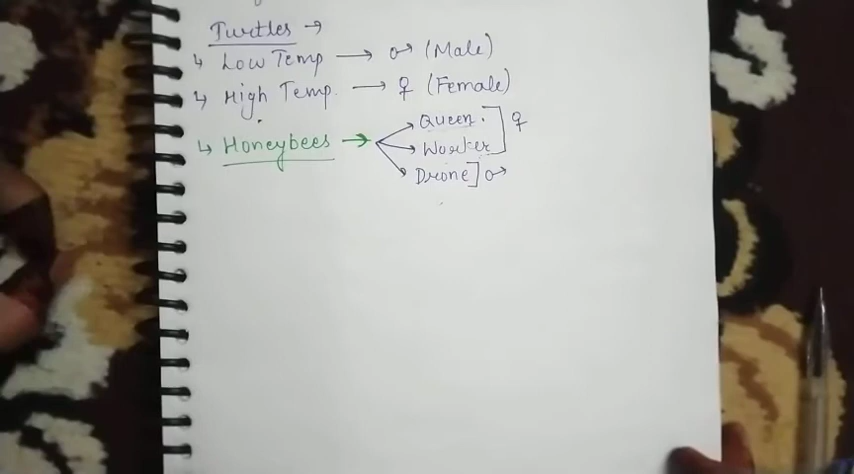 Turtles →
↳ Low Temp → ♂ (Male)
↳ High Temp. → ♀ (Female)
↳ Honeybees → Queen. ] ♀
Worker
Drone ] ♂